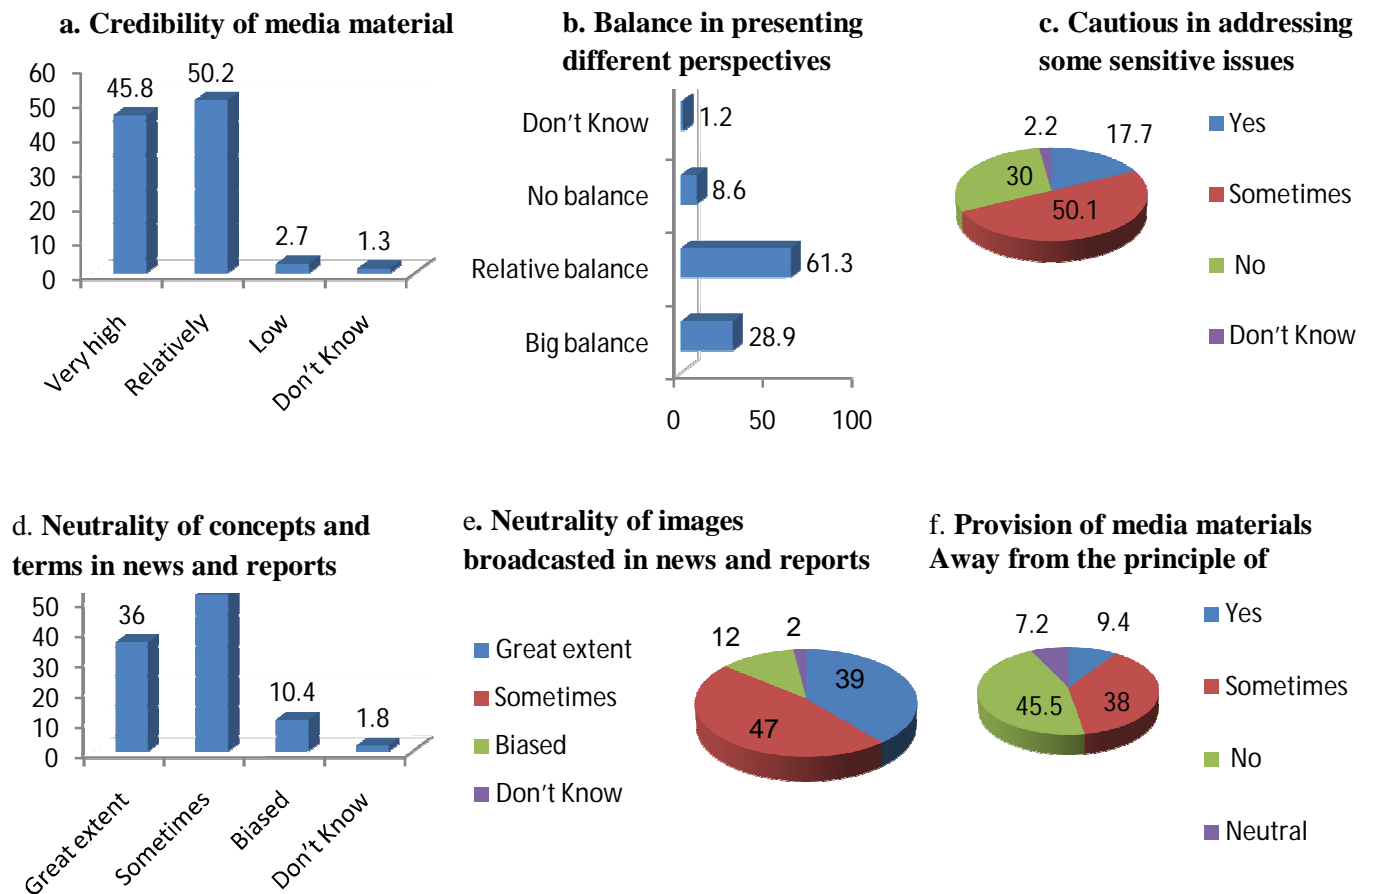 a. Credibility of media material
60
50
40
30
20
10
0
45.8
50.2
2.7
1.3
Very high
Relatively
Low
Don't Know
b. Balance in presenting
different perspectives
Don't Know
1.2
No balance
8.6
Relative balance
61.3
Big balance
28.9
0 50 100
c. Cautious in addressing
some sensitive issues
2.2
17.7
30
50.1
Yes
Sometimes
No
Don't Know
d. Neutrality of concepts and
terms in news and reports
50
40
30
20
10
0
36
10.4
1.8
Great extent
Sometimes
Biased
Don't Know
e. Neutrality of images
broadcasted in news and reports
Great extent
Sometimes
Biased
Don't Know
12
2
39
47
f. Provision of media materials
Away from the principle of
7.2
9.4
45.5
38
Yes
Sometimes
No
Neutral